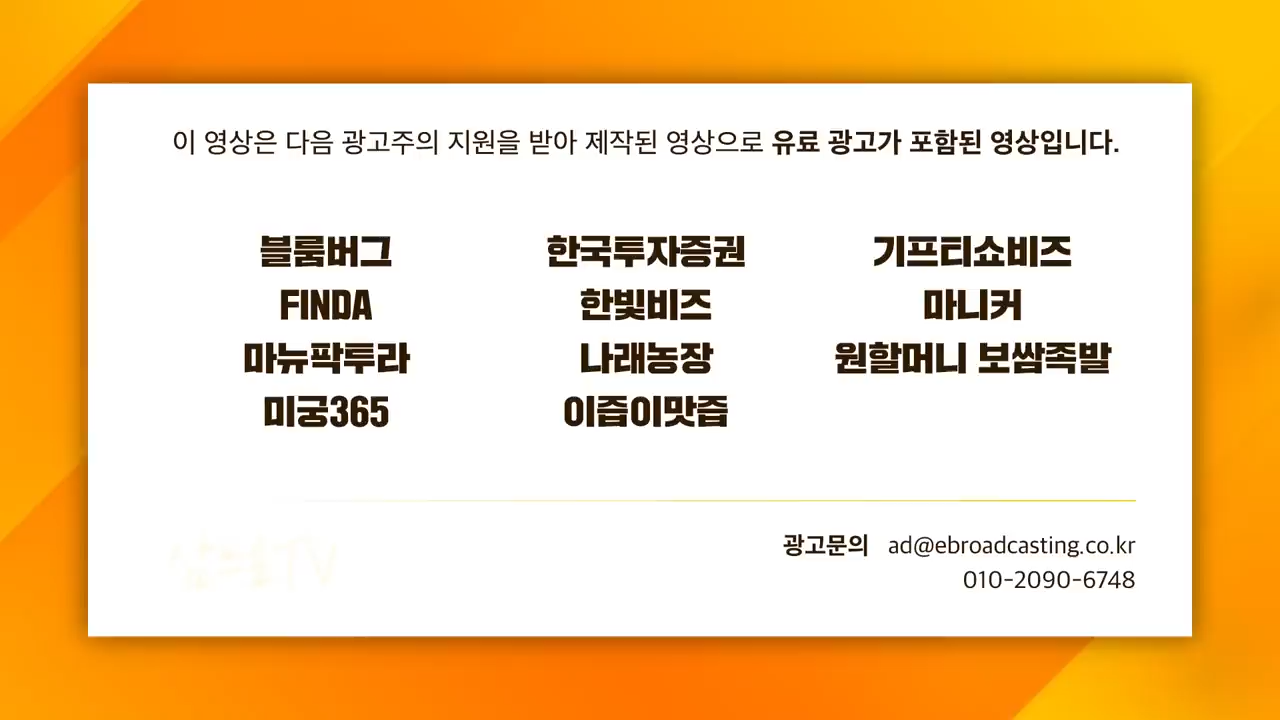 이 영상은 다음 광고주의 지원을 받아 제작된 영상으로 유료 광고가 포함된 영상입니다.
블룸버그 한국투자증권 기프티쇼비즈
FINDA 한빛비즈 마니커
마뉴팍투라 나래농장 원할머니 보쌈족발
미궁365 이즙이맛즙
광고문의 ad@ebroadcasting.co.kr
010-2090-6748